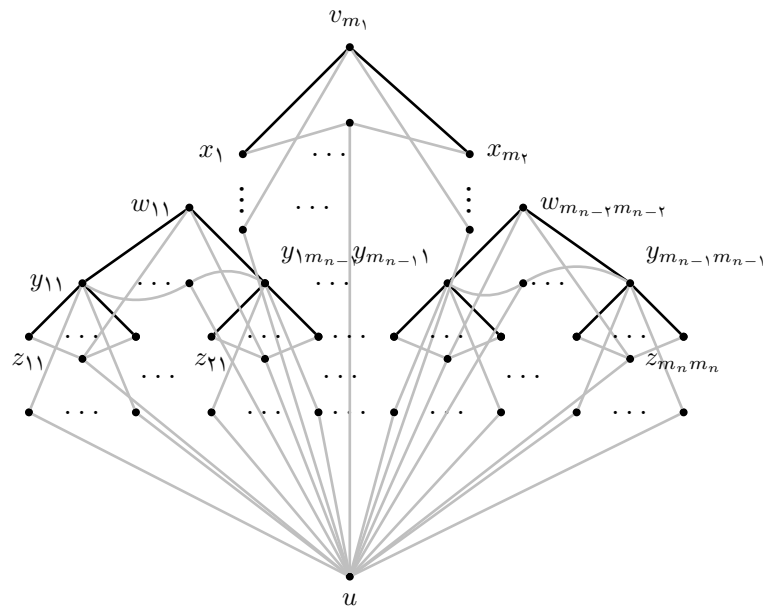 v_{m_۱}
x_۱ ... x_{m_۲}
... 
w_{۱۱} w_{m_{n-۲}m_{n-۲}}
y_{۱m_{n-۱}} y_{m_{n-۱}۱} y_{m_{n-۱}m_{n-۱}}
y_{۱۱} ... ... ...
z_{۱۱} z_{۲۱} z_{m_nm_n}
u